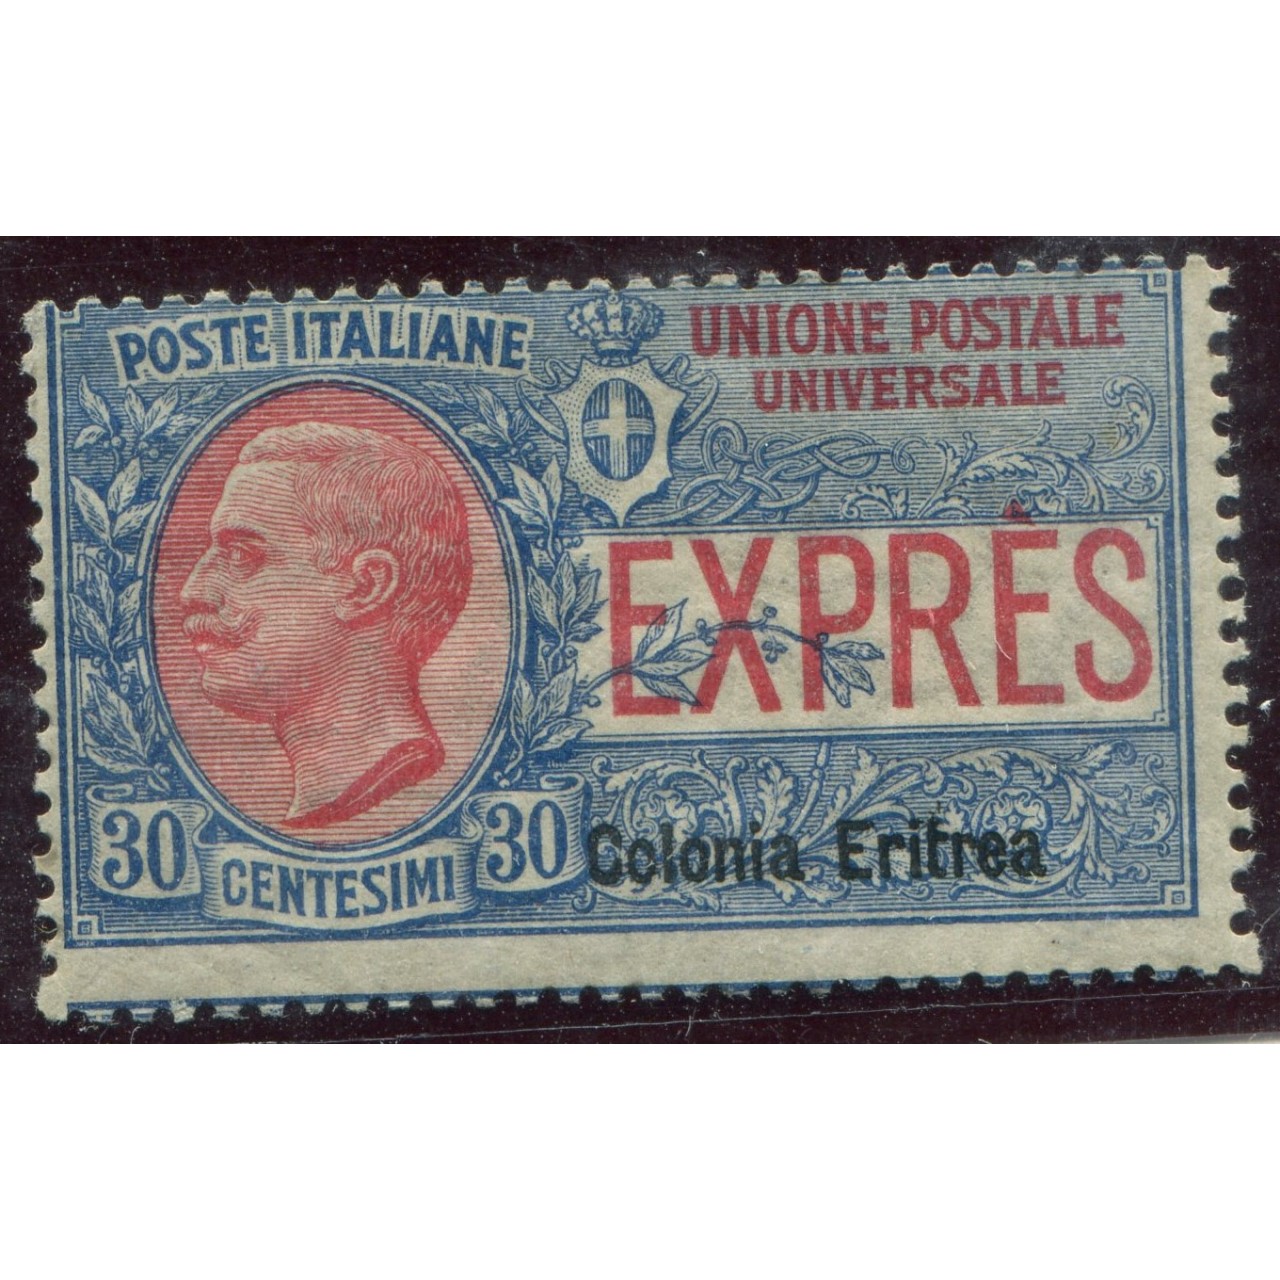 POSTE ITALIANE
UNIONE POSTALE
UNIVERSALE
EXPRÈS
30 CENTESIMI 30
Colonia Eritrea